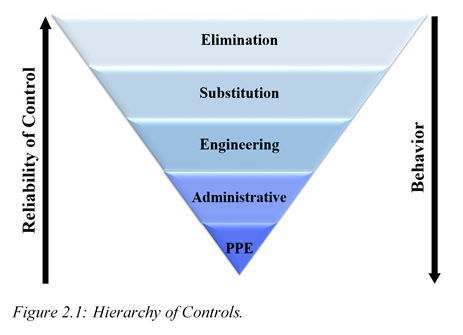 Elimination
Substitution
Engineering
Administrative
PPE
Reliability of Control
Behavior
Figure 2.1: Hierarchy of Controls.